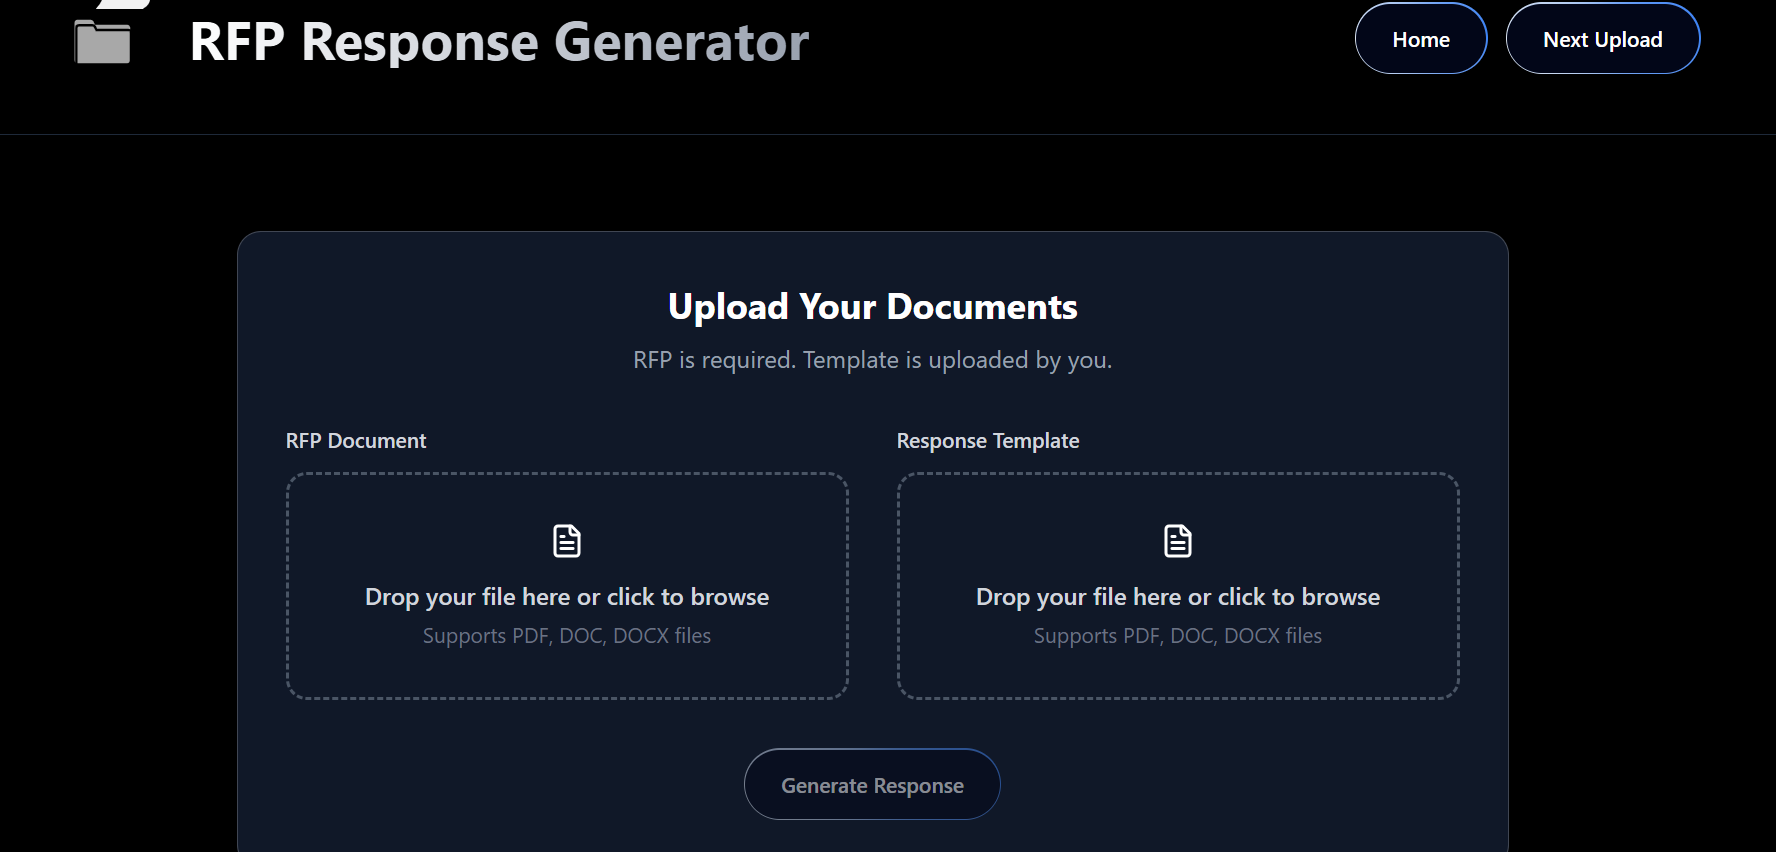 RFP Response Generator
Home
Next Upload
Upload Your Documents
RFP is required. Template is uploaded by you.
RFP Document
Response Template
Drop your file here or click to browse
Supports PDF, DOC, DOCX files
Drop your file here or click to browse
Supports PDF, DOC, DOCX files
Generate Response